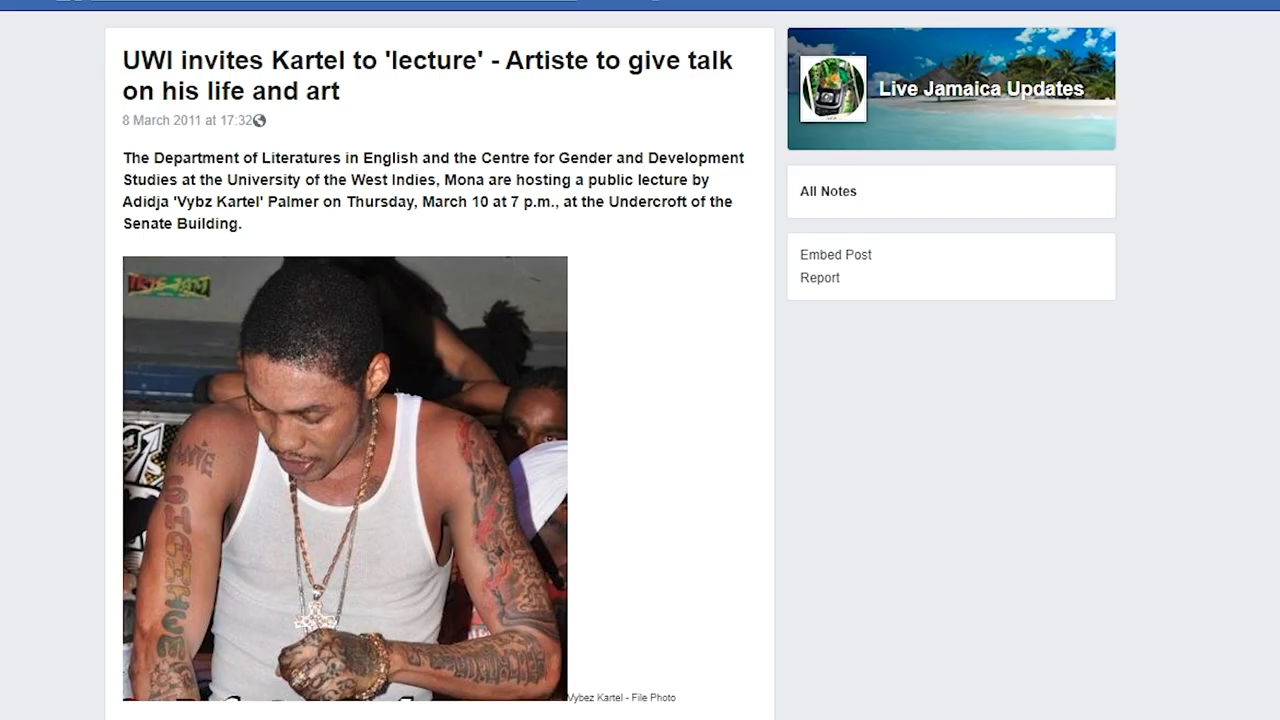 UWI invites Kartel to 'lecture' - Artiste to give talk
on his life and art
8 March 2011 at 17:32
The Department of Literatures in English and the Centre for Gender and Development
Studies at the University of the West Indies, Mona are hosting a public lecture by
Adidja 'Vybz Kartel' Palmer on Thursday, March 10 at 7 p.m., at the Undercroft of the
Senate Building.
Vybez Kartel - File Photo
Live Jamaica Updates
All Notes
Embed Post
Report